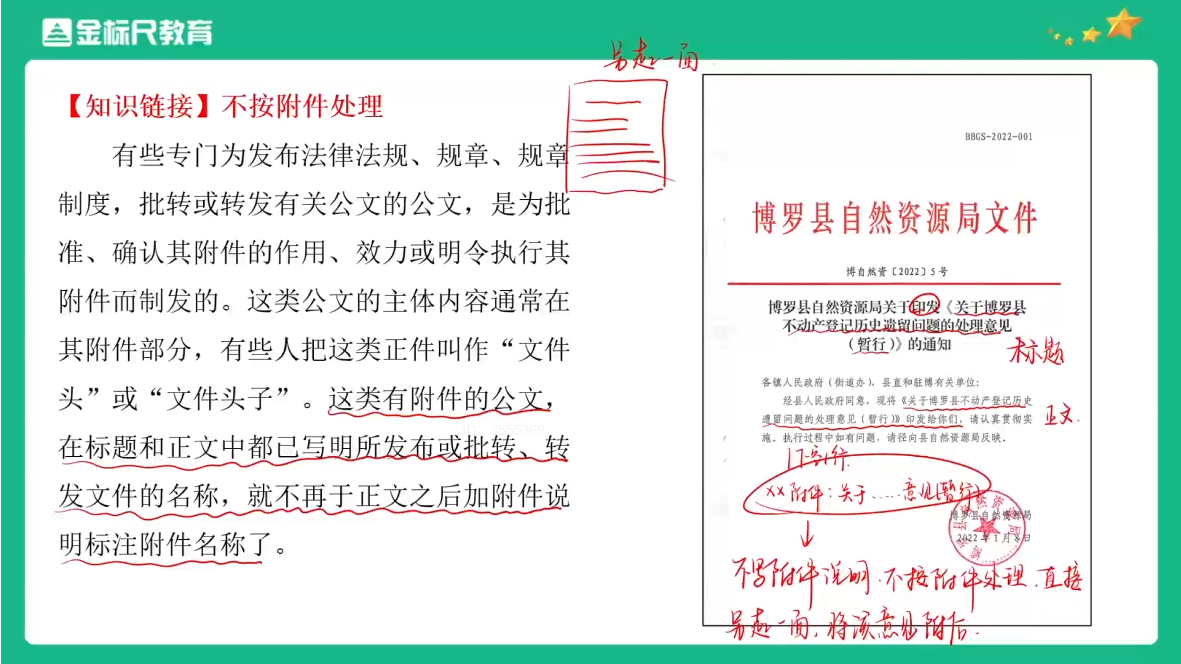 金标尺教育
【知识链接】不按附件处理
有些专门为发布法律法规、规章、规章
制度，批转或转发有关公文的公文，是为批
准、确认其附件的作用、效力或明令执行其
附件而制发的。这类公文的主体内容通常在
其附件部分，有些人把这类正件叫作“文件
头”或“文件头子”。这类有附件的公文，
在标题和正文中都已写明所发布或批转、转
发文件的名称，就不再于正文之后加附件说
明标注附件名称了。
ID: 3555369
另起一面
BBGS-2022-001
博罗县自然资源局文件
博自然资〔2022〕5号
博罗县自然资源局关于印发《关于博罗县
不动产登记历史遗留问题的处理意见
（暂行）》的通知
标题
各镇人民政府（街道办），县直和驻博有关单位：
经县人民政府同意，现将《关于博罗县不动产登记历史
遗留问题的处理意见（暂行）》印发给你们，请认真贯彻实
施。执行过程中如有问题，请径向县自然资源局反映。
正文.
下一行
XX附件：关于……意见(暂行)
博罗县自然资源局
2022年1月8日
不写附件说明.不按附件处理.直接
另起一面，将该意见附后.